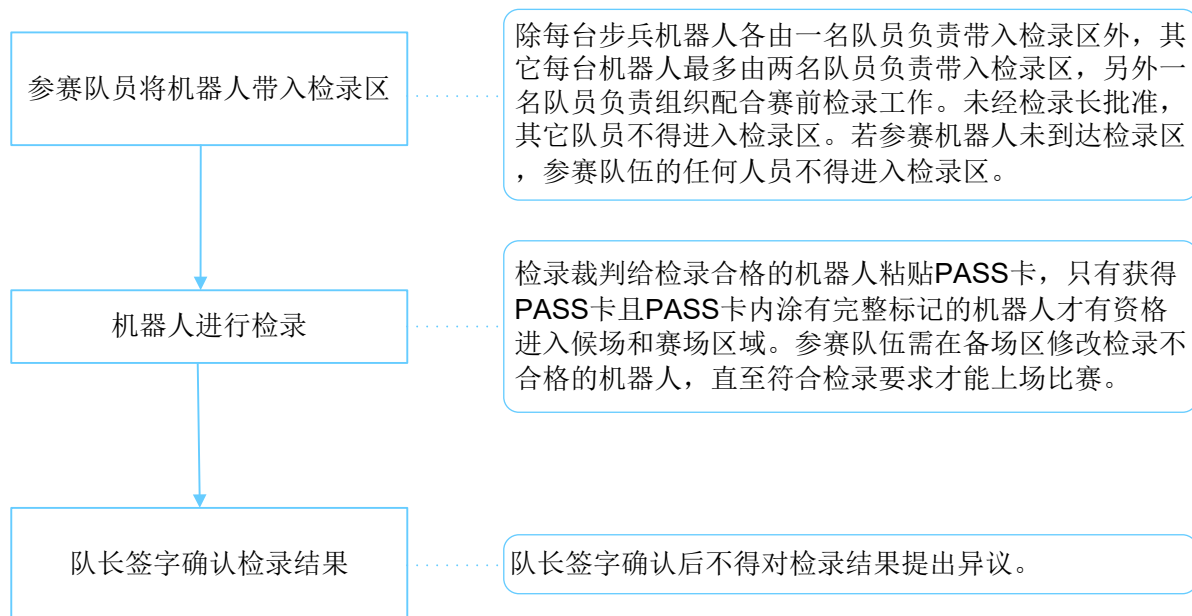 参赛队员将机器人带入检录区
除每台步兵机器人各由一名队员负责带入检录区外，其
它每台机器人最多由两名队员负责带入检录区，另外一
名队员负责组织配合赛前检录工作。未经检录长批准，
其它队员不得进入检录区。若参赛机器人未到达检录区
，参赛队伍的任何人员不得进入检录区。
机器人进行检录
检录裁判给检录合格的机器人粘贴PASS卡，只有获得
PASS卡且PASS卡内涂有完整标记的机器人才有资格
进入候场和赛场区域。参赛队伍需在备场区修改检录不
合格的机器人，直至符合检录要求才能上场比赛。
队长签字确认检录结果
队长签字确认后不得对检录结果提出异议。